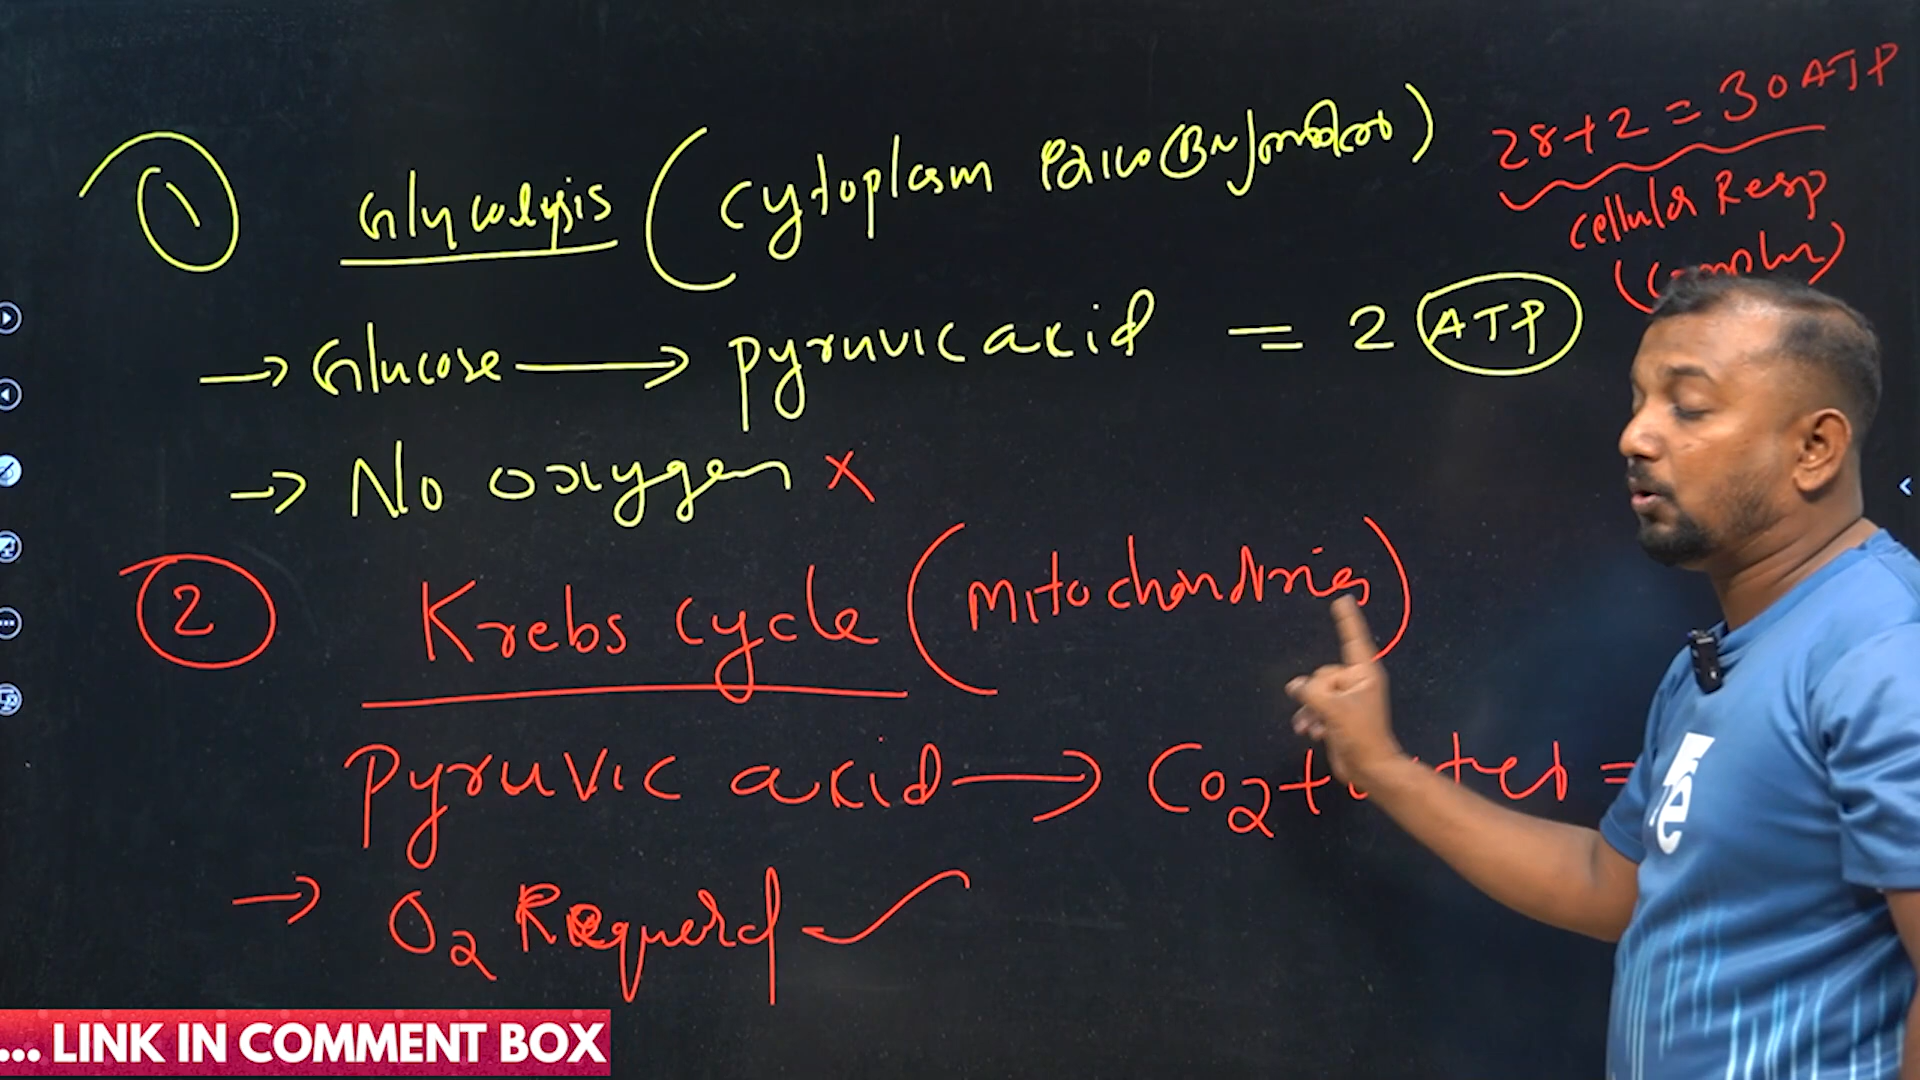 28+2 = 30 ATP
Cellular Resp
1 Glycolysis (Cytoplasm
→ Glucose → Pyruvic acid = 2 ATP
→ No oxygen x
2 Krebs cycle (Mitochondria)
Pyruvic acid → CO2 + =
→ O2 Requerd ✓
... LINK IN COMMENT BOX